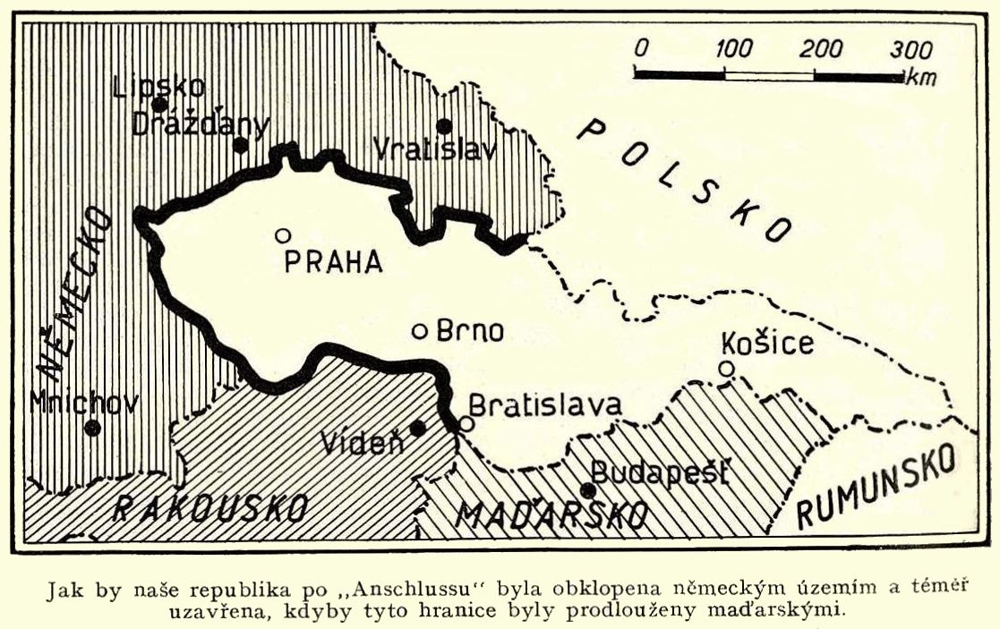 0 100 200 300
km
Lipsko
Drážďany
Vratislav
POLSKO
NĚMECKO
PRAHA
Brno
Košice
Mnichov
Bratislava
Vídeň
Budapešť
RAKOUSKO
MAĎARSKO
RUMUNSKO
Jak by naše republika po ,,Anschlussu“ byla obklopena německým územím a téměř
uzavřena, kdyby tyto hranice byly prodlouženy maďarskými.